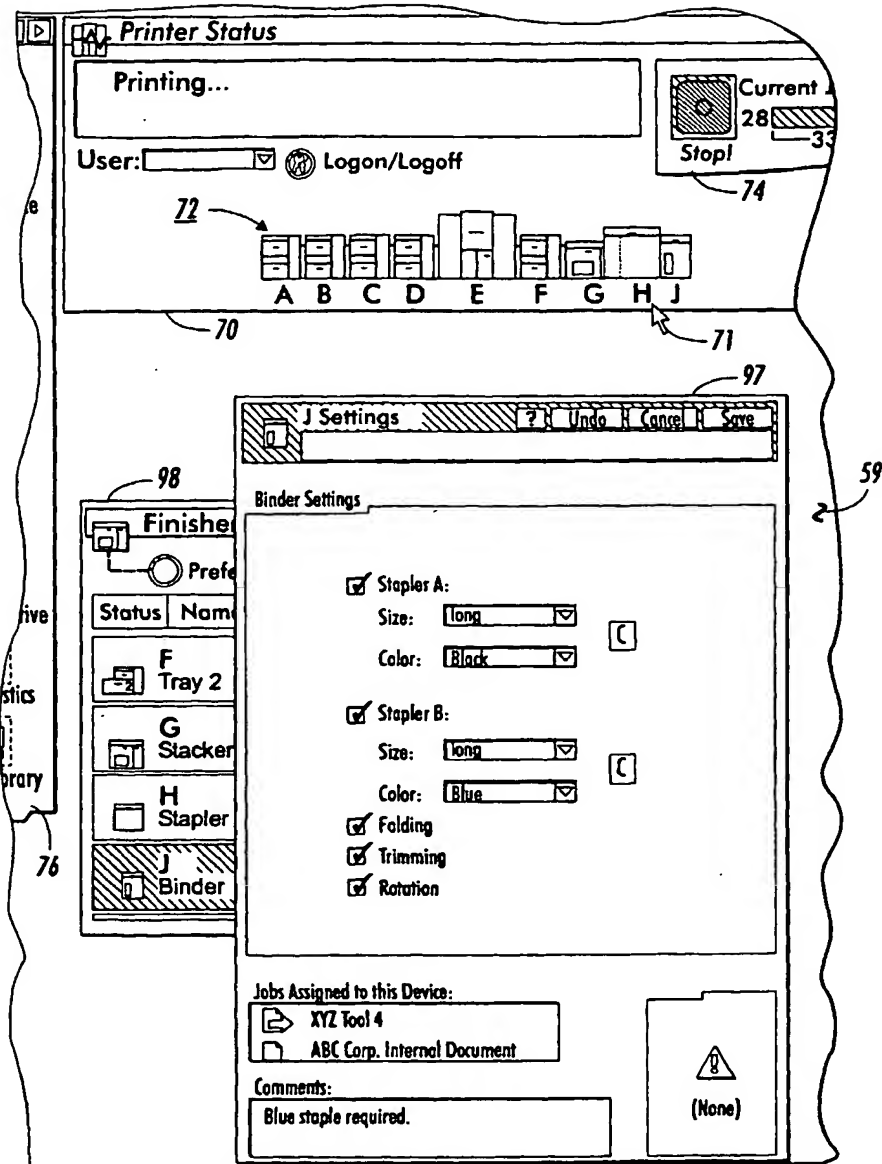 Printer Status
Printing...
Current
28
33
Stop!
74
User:
Logon/Logoff
72
A B C D E F G H J
70
71
97
J Settings
? Undo Cancel Save
59
98
Binder Settings
Finishe
Prefe
Status Nam
Stapler A:
Size: long
C
Color: Black
F
Tray 2
Stapler B:
G
Stacker
Size: long
C
Color: Blue
H
Stapler
Folding
Trimming
J
Binder
Rotation
76
Jobs Assigned to this Device:
XYZ Tool 4
ABC Corp. Internal Document
Comments:
Blue staple required.
(None)